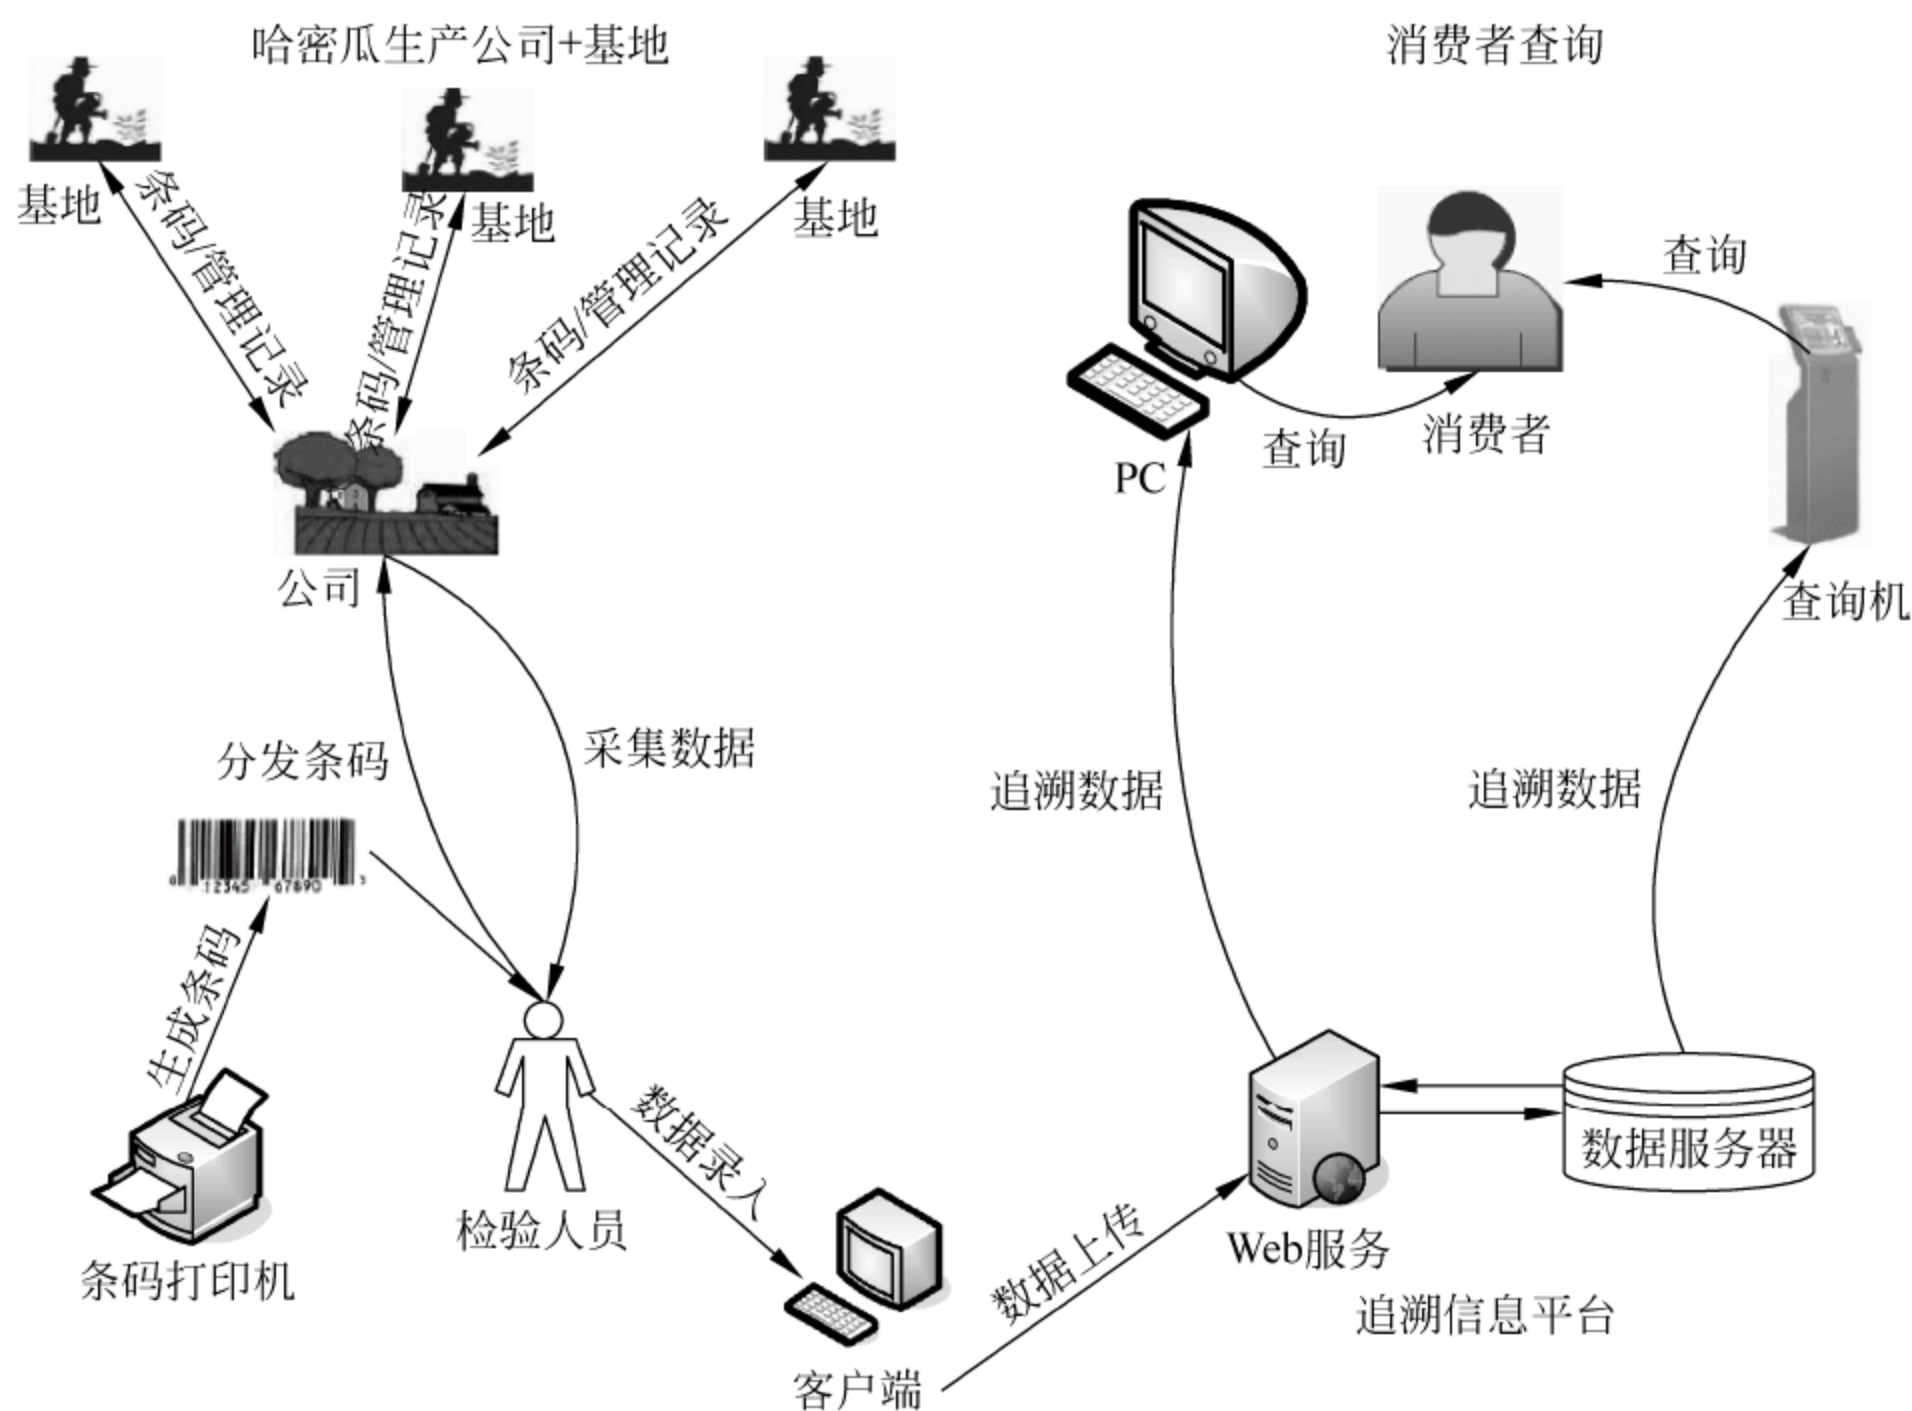 哈密瓜生产公司+基地
消费者查询
基地
基地
基地
条码/管理记录
条码/管理记录
条码/管理记录
查询
查询
消费者
PC
公司
查询机
分发条码
采集数据
追溯数据
追溯数据
12345 67890
生成条码
数据录入
数据服务器
检验人员
条码打印机
数据上传
Web服务
追溯信息平台
客户端